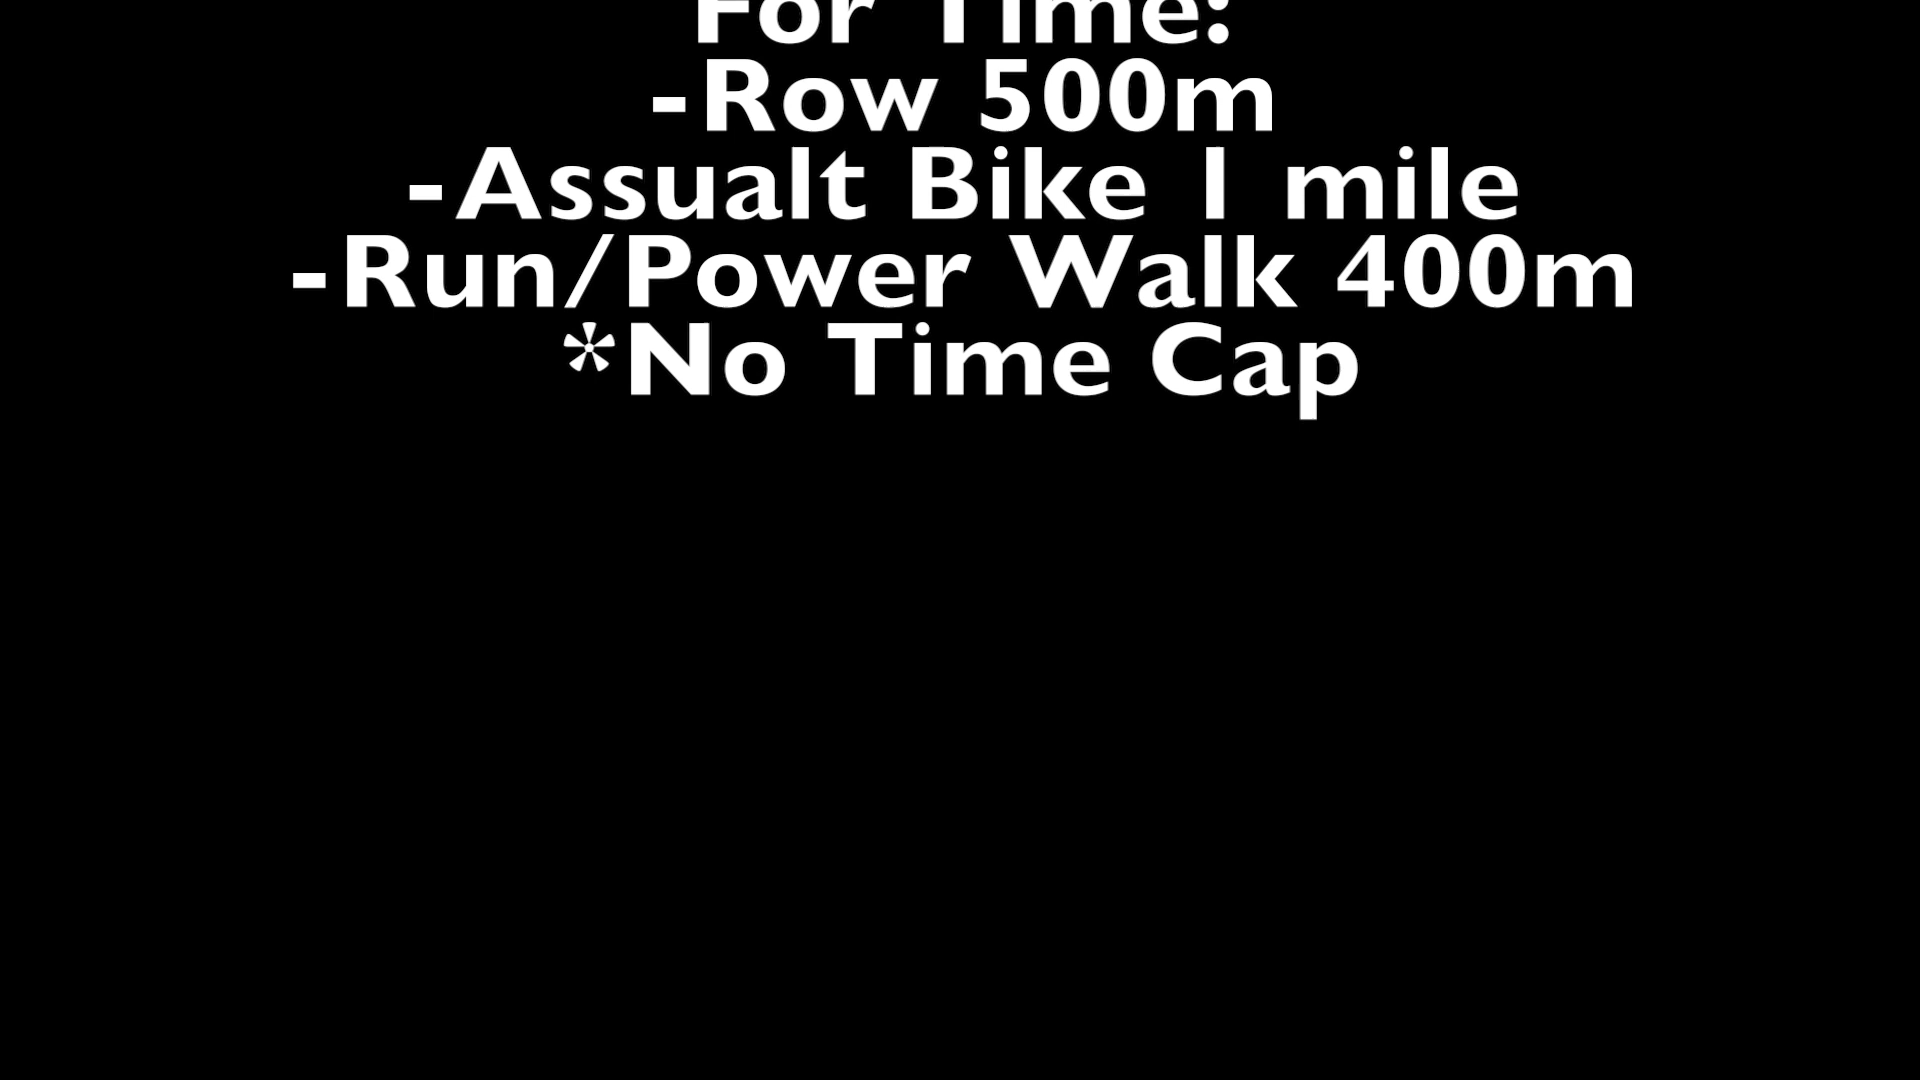 For Time:
-Row 500m
-Assualt Bike 1 mile
-Run/Power Walk 400m
*No Time Cap